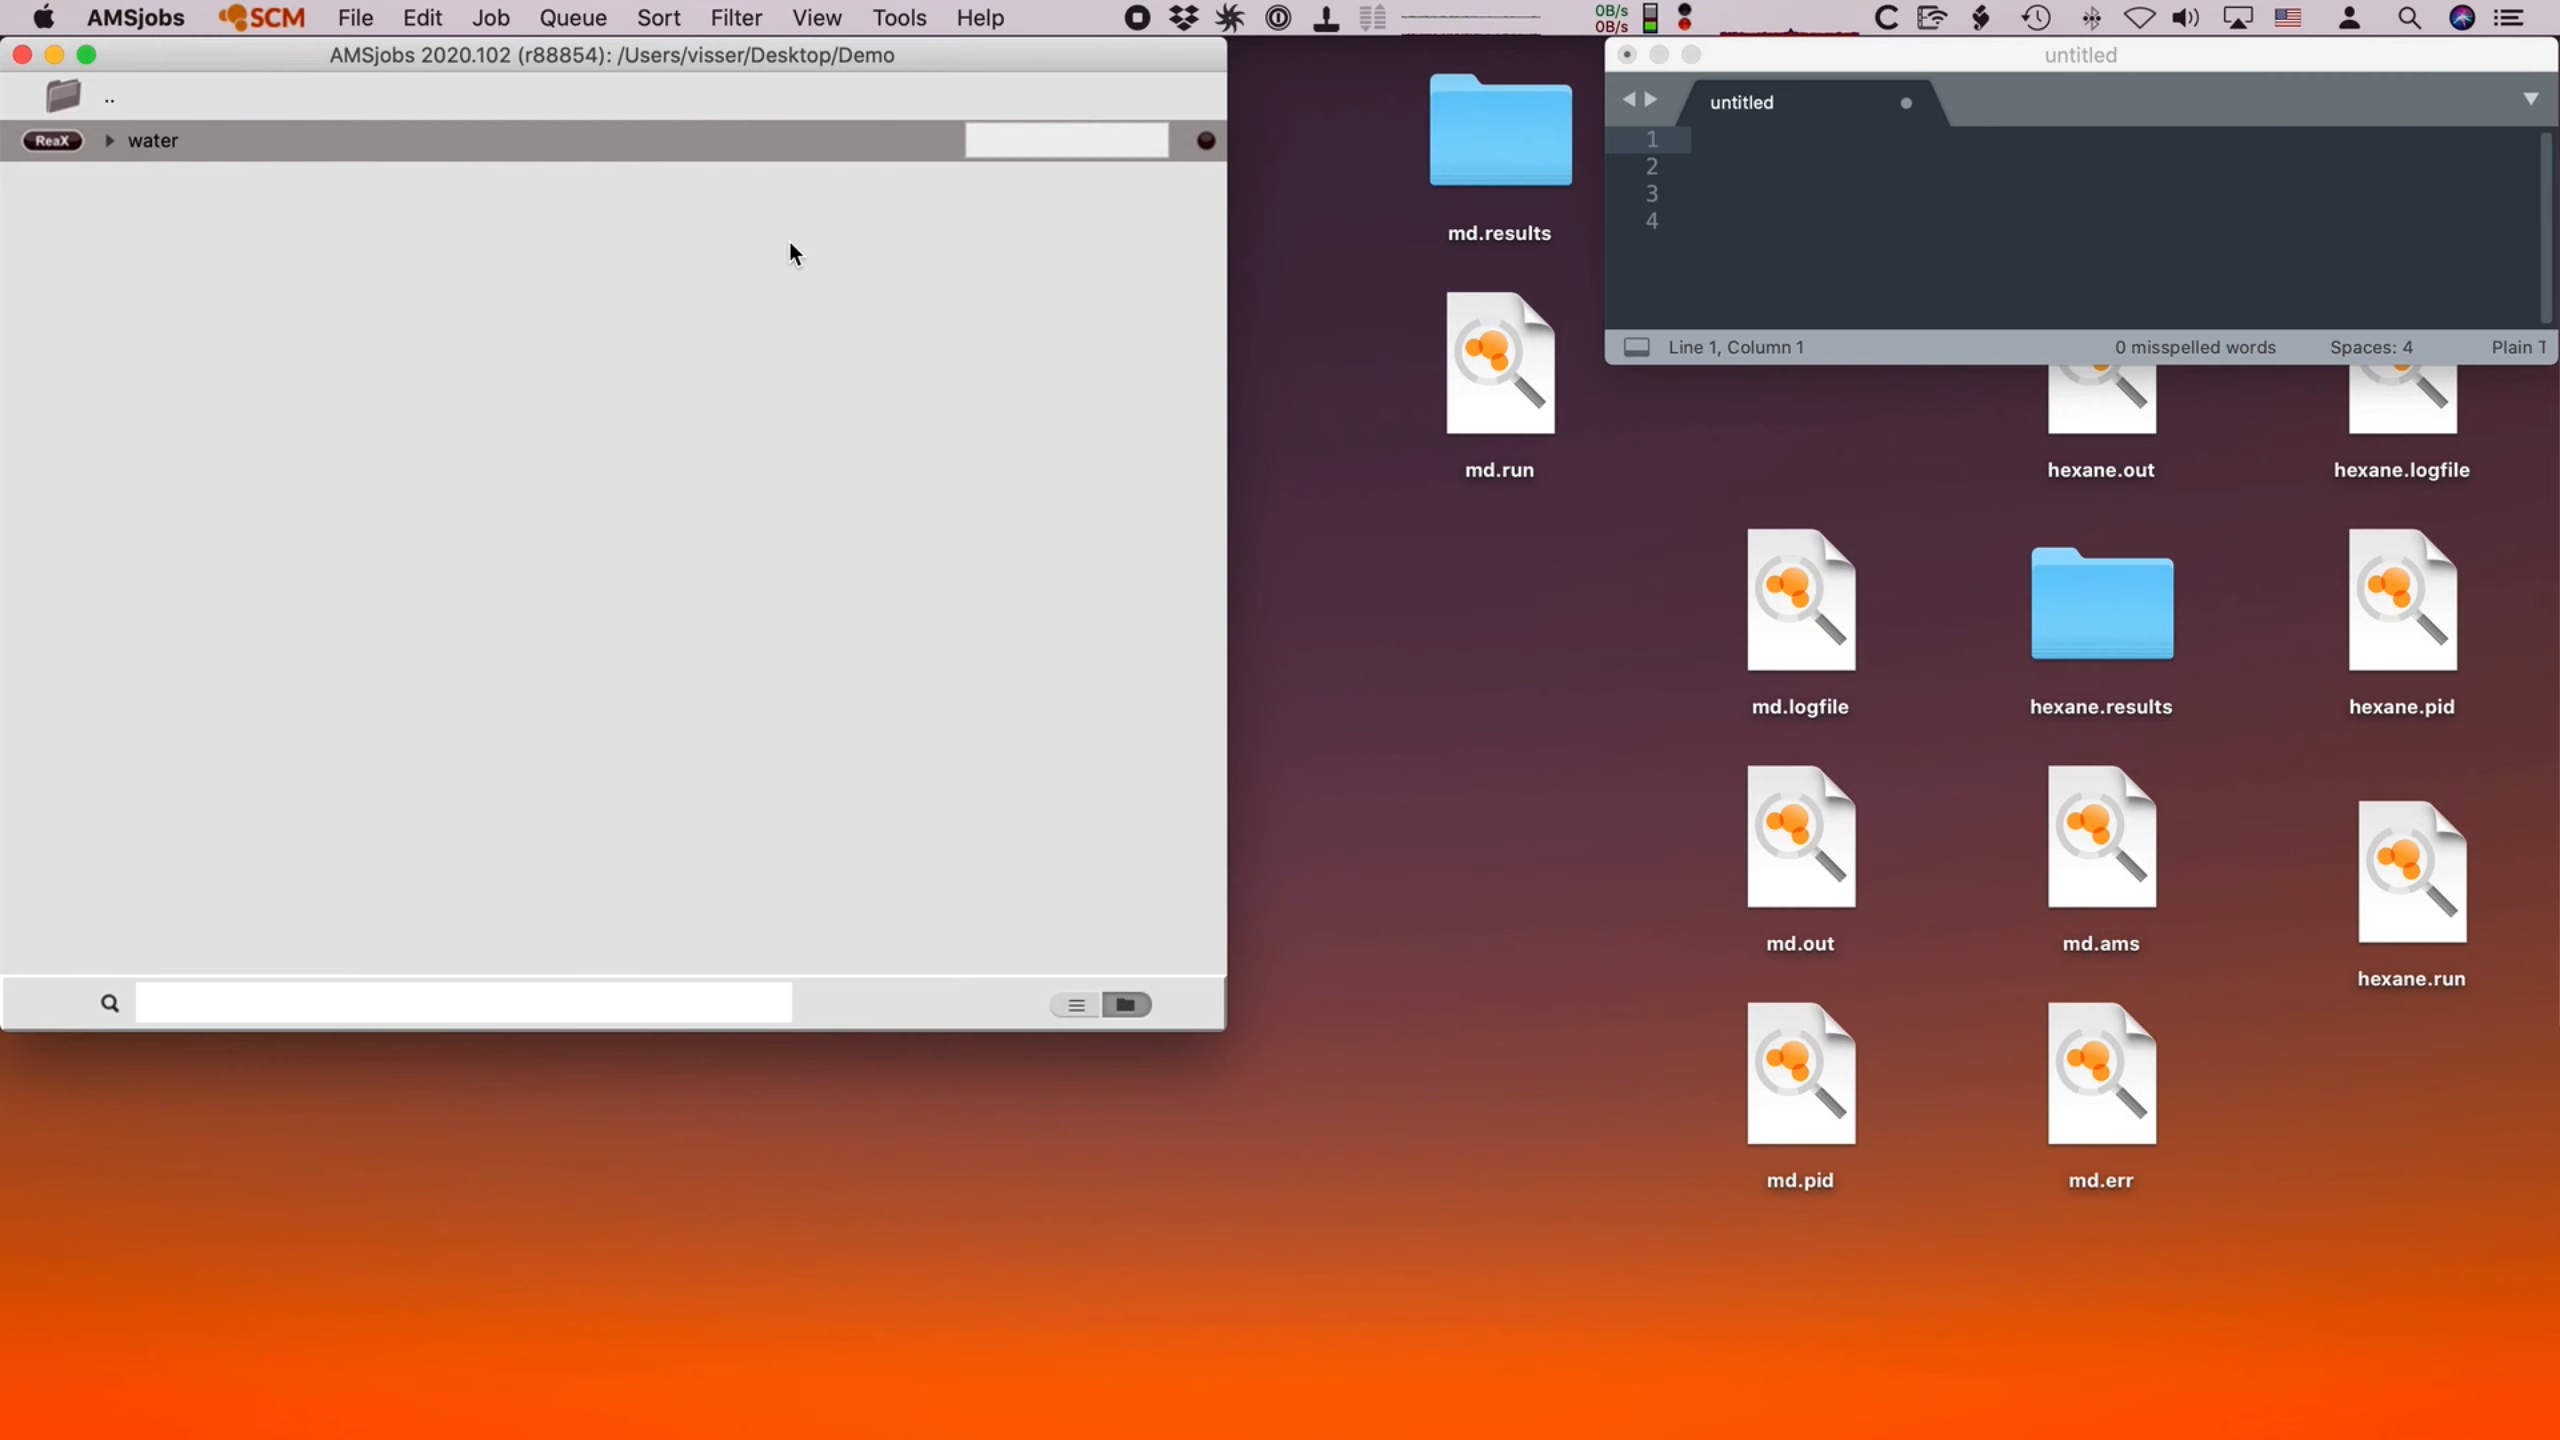 AMSjobs SCM File Edit Job Queue Sort Filter View Tools Help 0B/s 0B/s
AMSjobs 2020.102 (r88854): /Users/visser/Desktop/Demo
..
ReaX water
untitled
untitled
1
2
3
4
Line 1, Column 1 0 misspelled words Spaces: 4 Plain T
md.results
md.run
hexane.out
hexane.logfile
md.logfile
hexane.results
hexane.pid
md.out
md.ams
hexane.run
md.pid
md.err